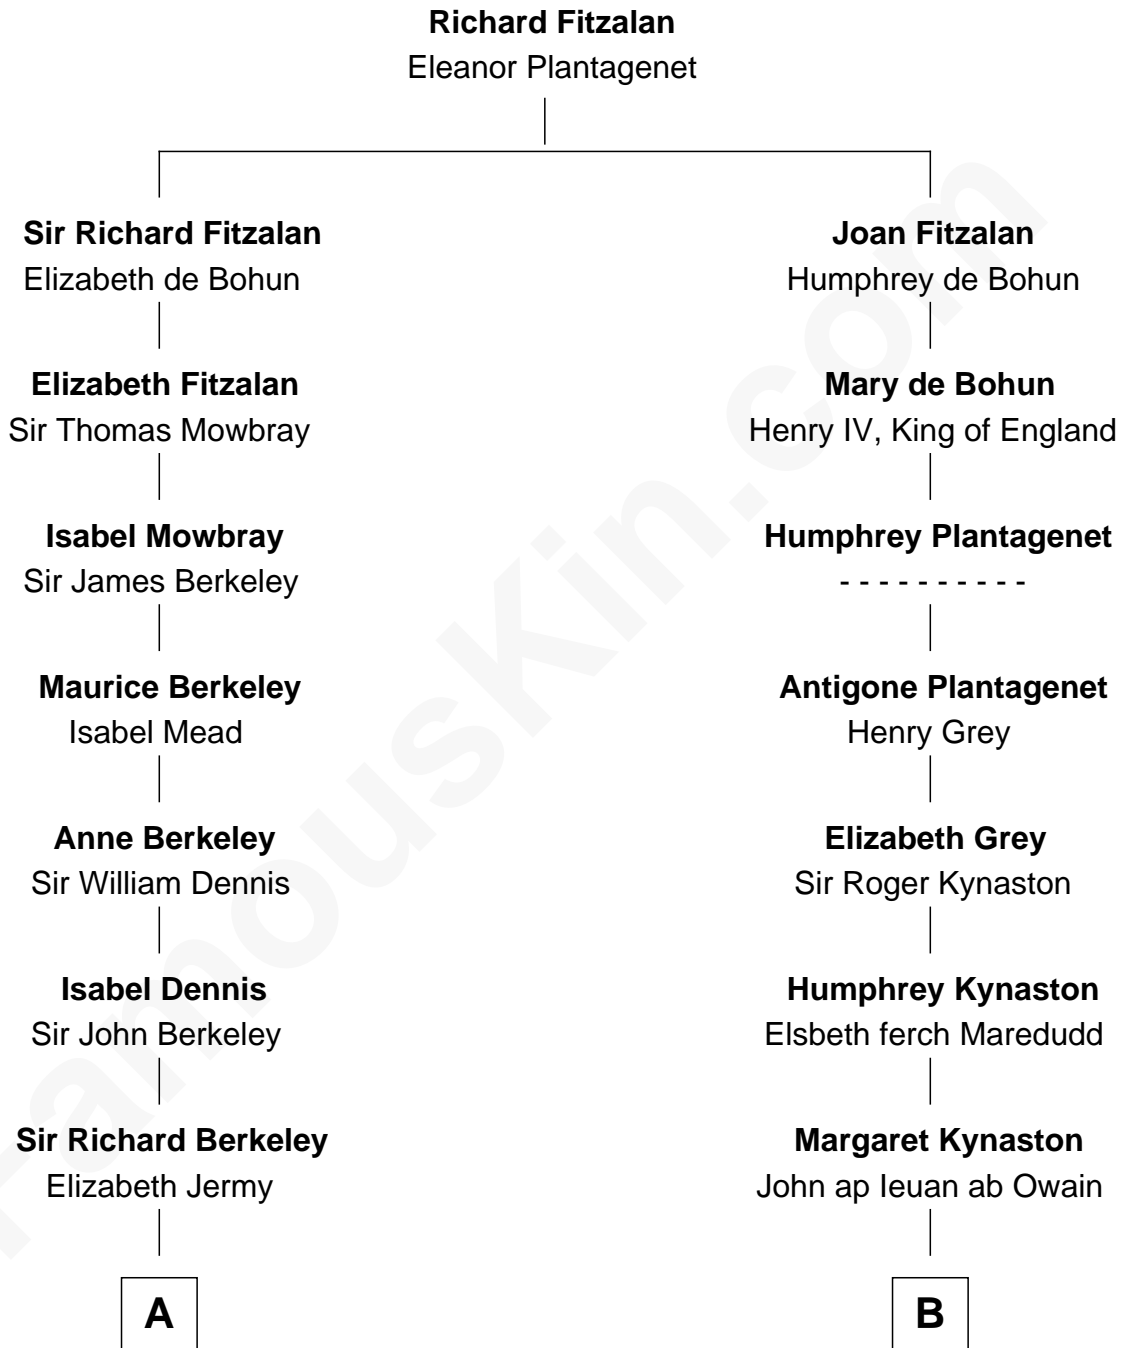 Richard Fitzalan
Eleanor Plantagenet
Sir Richard Fitzalan
Elizabeth de Bohun
Joan Fitzalan
Humphrey de Bohun
Elizabeth Fitzalan
Sir Thomas Mowbray
Mary de Bohun
Henry IV, King of England
Isabel Mowbray
Sir James Berkeley
Humphrey Plantagenet
- - - - - - - - - -
Maurice Berkeley
Isabel Mead
Antigone Plantagenet
Henry Grey
Anne Berkeley
Sir William Dennis
Elizabeth Grey
Sir Roger Kynaston
Isabel Dennis
Sir John Berkeley
Humphrey Kynaston
Elsbeth ferch Maredudd
Sir Richard Berkeley
Elizabeth Jermy
Margaret Kynaston
John ap Ieuan ab Owain
A
B
FamousKin.com